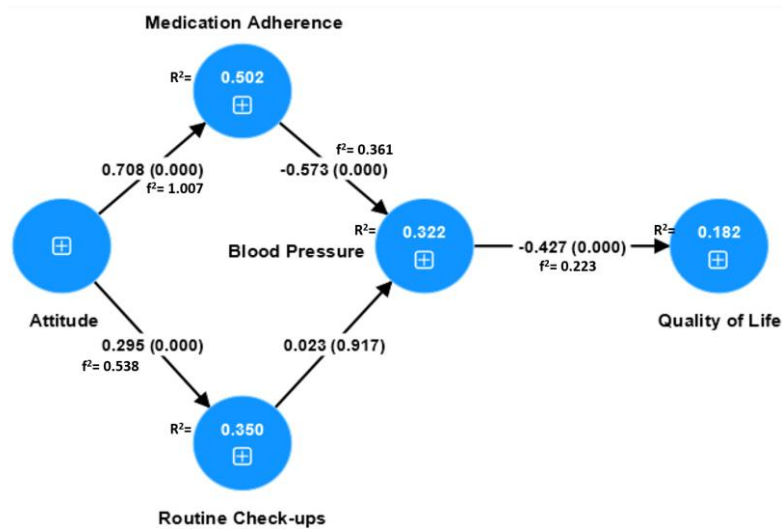 Medication Adherence
R²= 0.502
0.708 (0.000)
f²= 1.007
f²= 0.361
-0.573 (0.000)
Attitude
Blood Pressure
R²= 0.322
-0.427 (0.000)
f²= 0.223
R²= 0.182
Quality of Life
0.295 (0.000)
f²= 0.538
0.023 (0.917)
R²= 0.350
Routine Check-ups